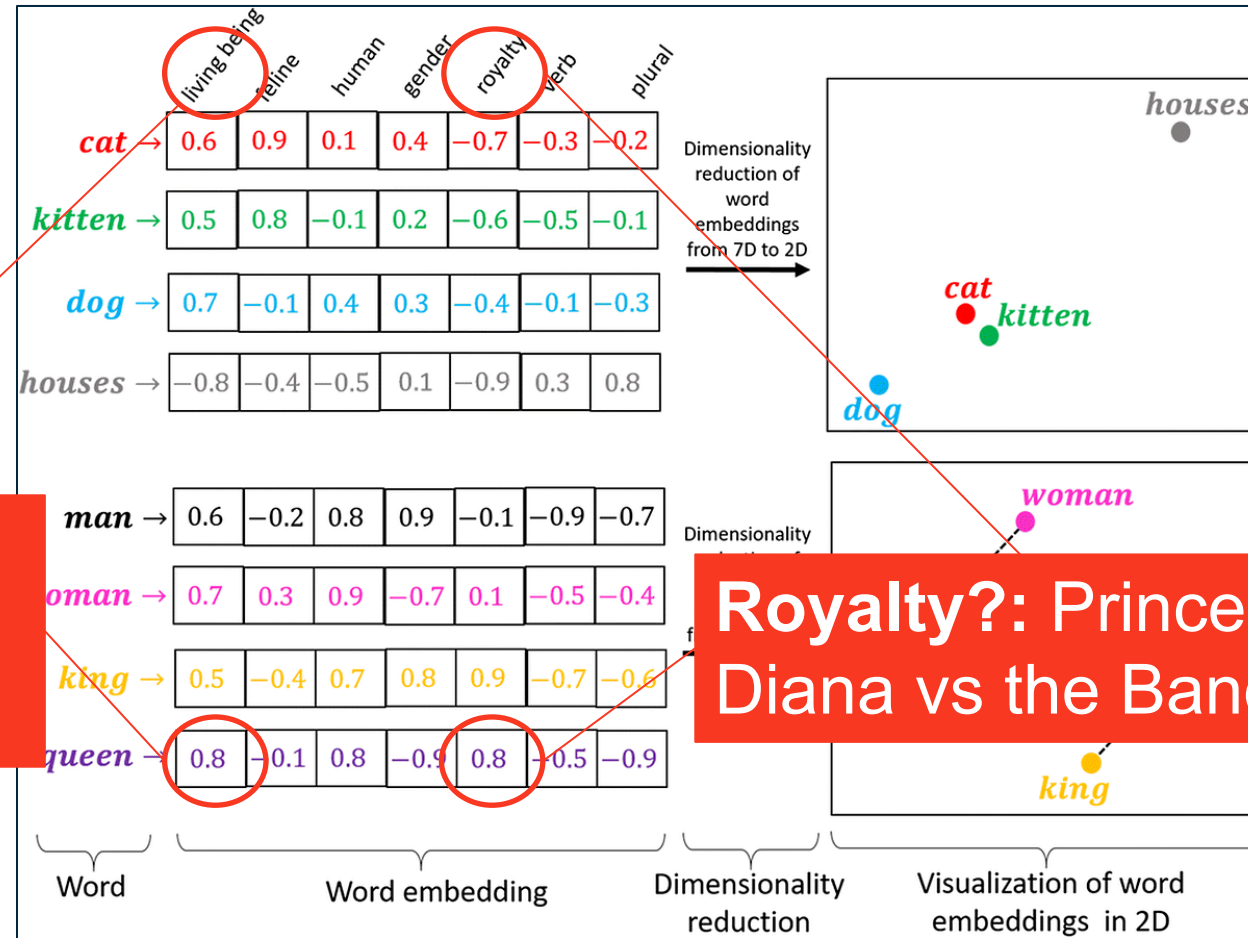 living being feline human gender royalty verb plural
cat → 0.6 0.9 0.1 0.4 −0.7 −0.3 −0.2
kitten → 0.5 0.8 −0.1 0.2 −0.6 −0.5 −0.1
dog → 0.7 −0.1 0.4 0.3 −0.4 −0.1 −0.3
houses → −0.8 −0.4 −0.5 0.1 −0.9 0.3 0.8
Dimensionality
reduction of
word
embeddings
from 7D to 2D
houses
cat
kitten
dog
man → 0.6 −0.2 0.8 0.9 −0.1 −0.9 −0.7
oman → 0.7 0.3 0.9 −0.7 0.1 −0.5 −0.4
king → 0.5 −0.4 0.7 0.8 0.9 −0.7 −0.6
queen → 0.8 −0.1 0.8 −0.9 0.8 −0.5 −0.9
Dimensionality
woman
Royalty?: Prince
Diana vs the Ban
king
Word
Word embedding
Dimensionality
reduction
Visualization of word
embeddings in 2D